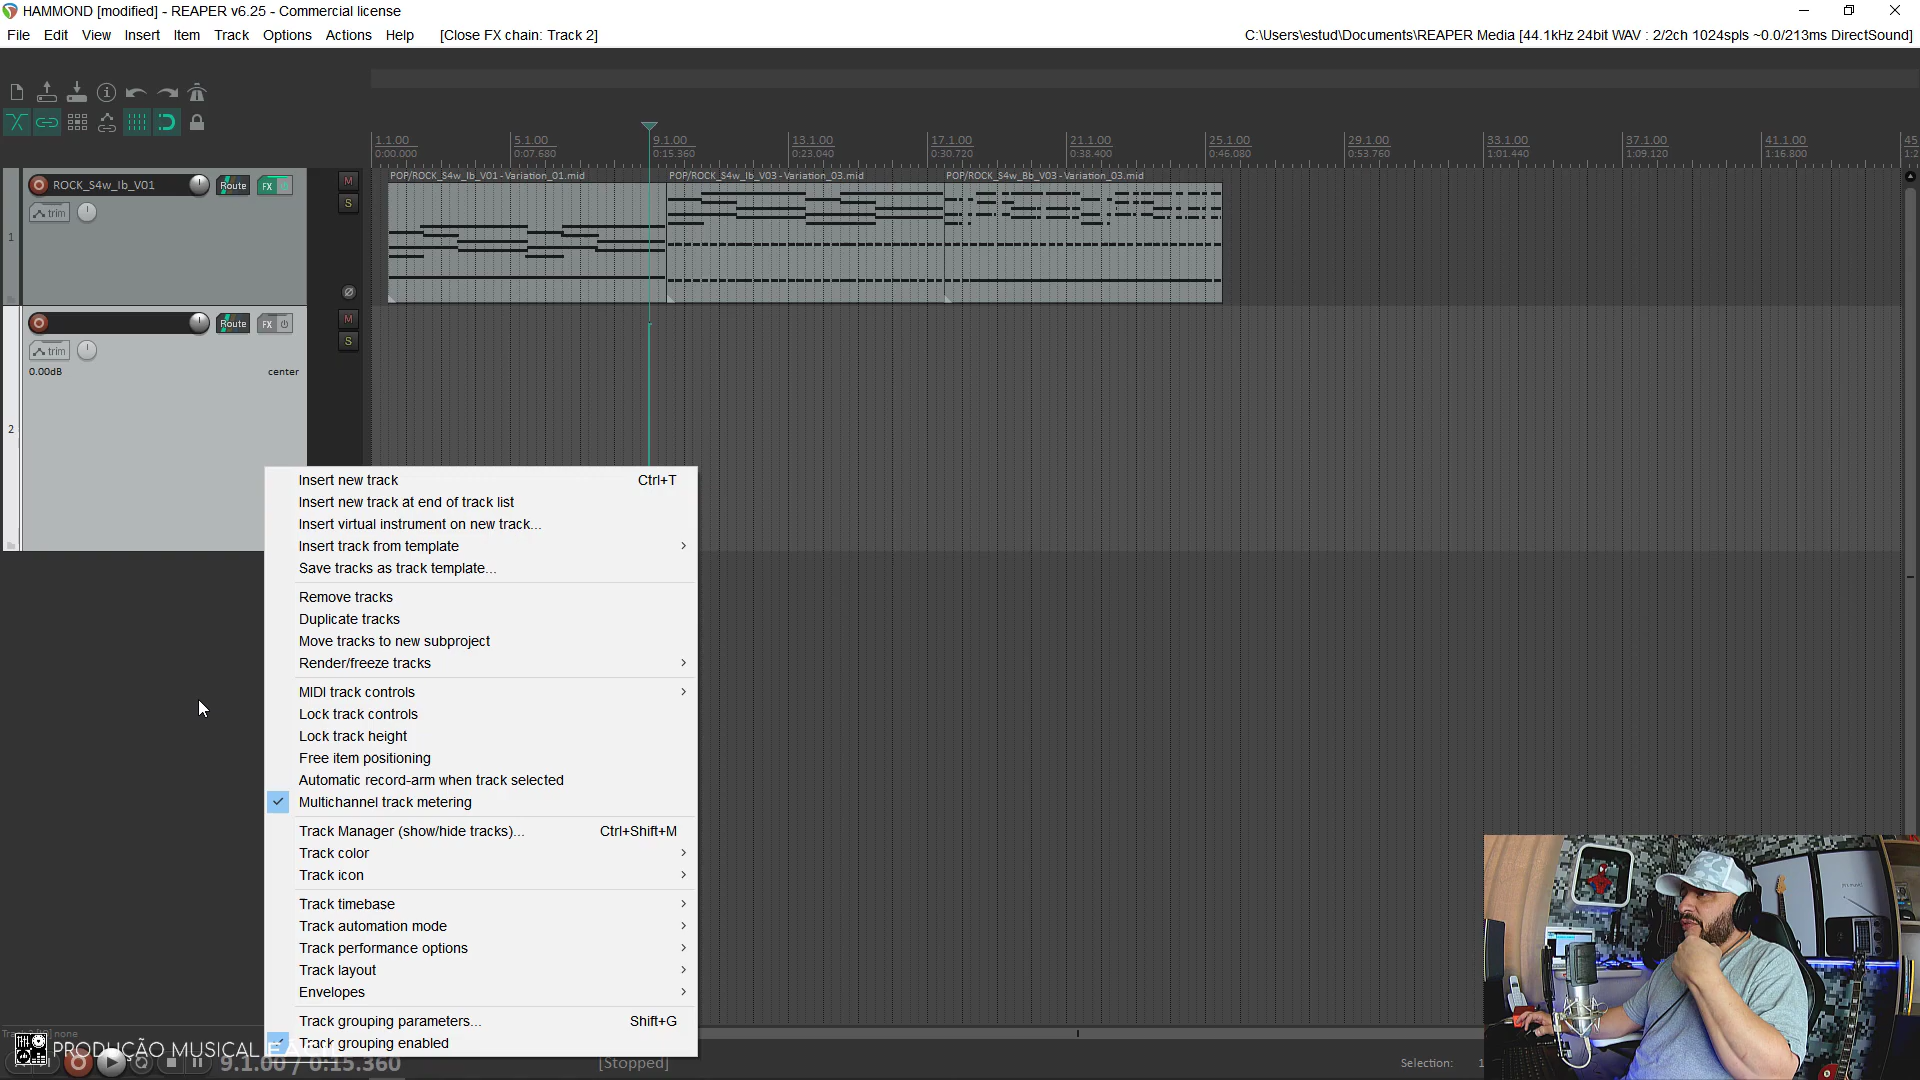 HAMMOND [modified] - REAPER v6.25 - Commercial license
File Edit View Insert Item Track Options Actions Help [Close FX chain: Track 2]
C:\Users\estud\Documents\REAPER Media [44.1kHz 24bit WAV : 2/2ch 1024spls ~0.0/213ms DirectSound]
1.1.00 5.1.00 9.1.00 13.1.00 17.1.00 21.1.00 25.1.00 29.1.00 33.1.00 37.1.00 41.1.00 45
0:00.000 0:07.680 0:15.360 0:23.040 0:30.720 0:38.400 0:46.080 0:53.760 1:01.440 1:09.120 1:16.800 1:2
POP/ROCK_S4w_Ib_V01 - Variation_01.mid POP/ROCK_S4w_Ib_V03 - Variation_03.mid POP/ROCK_S4w_Bb_V03 - Variation_03.mid
ROCK_S4w_Ib_V01 Route FX M
trim S
1
Route FX M
trim S
0.00dB center
2
Insert new track Ctrl+T
Insert new track at end of track list
Insert virtual instrument on new track...
Insert track from template
Save tracks as track template...
Remove tracks
Duplicate tracks
Move tracks to new subproject
Render/freeze tracks
MIDI track controls
Lock track controls
Lock track height
Free item positioning
Automatic record-arm when track selected
Multichannel track metering
Track Manager (show/hide tracks)... Ctrl+Shift+M
Track color
Track icon
Track timebase
Track automation mode
Track performance options
Track layout
Envelopes
Track grouping parameters... Shift+G
Track grouping enabled
PRODUÇÃO MUSICAL
9.1.00 / 0:15.360 [Stopped] Selection: 1